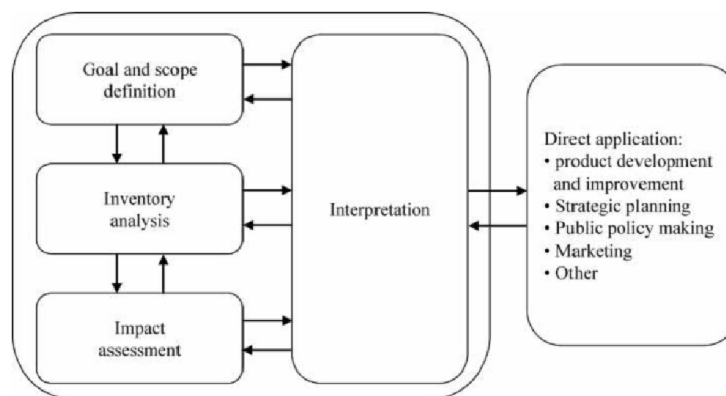 Goal and scope
definition
Inventory
analysis
Impact
assessment
Interpretation
Direct application:
• product development
and improvement
• Strategic planning
• Public policy making
• Marketing
• Other